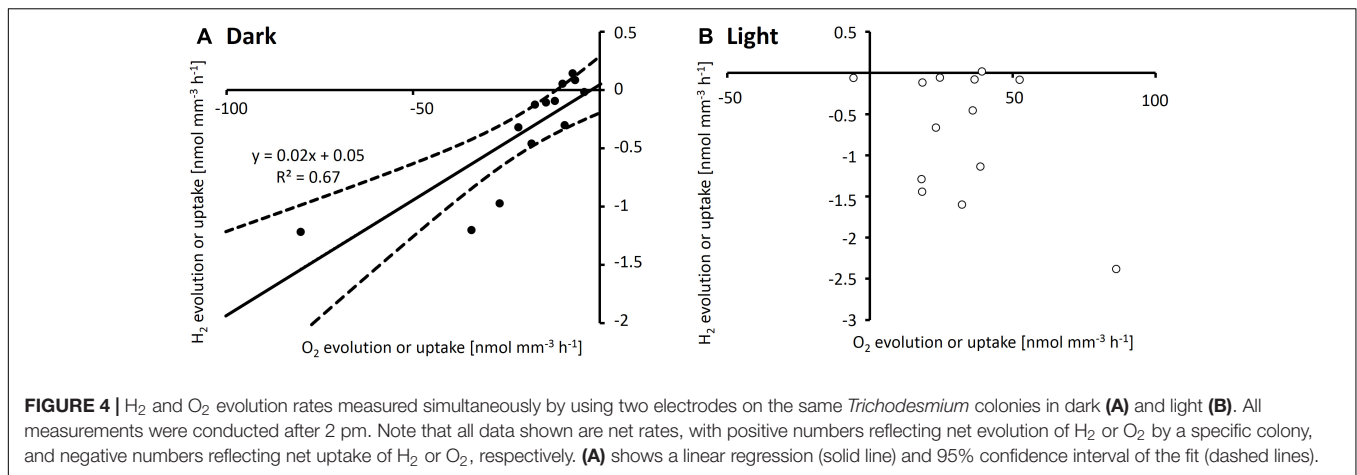 A Dark
0.5
0
-0.5
-1
-1.5
-2
-100
-50
y = 0.02x + 0.05
R² = 0.67
H₂ evolution or uptake [nmol mm⁻³ h⁻¹]
O₂ evolution or uptake [nmol mm⁻³ h⁻¹]
B Light
0.5
0
-0.5
-1
-1.5
-2
-2.5
-3
-50
50
100
H₂ evolution or uptake [nmol mm⁻³ h⁻¹]
O₂ evolution or uptake [nmol mm⁻³ h⁻¹]
FIGURE 4 | H₂ and O₂ evolution rates measured simultaneously by using two electrodes on the same Trichodesmium colonies in dark (A) and light (B). All
measurements were conducted after 2 pm. Note that all data shown are net rates, with positive numbers reflecting net evolution of H₂ or O₂ by a specific colony,
and negative numbers reflecting net uptake of H₂ or O₂, respectively. (A) shows a linear regression (solid line) and 95% confidence interval of the fit (dashed lines).